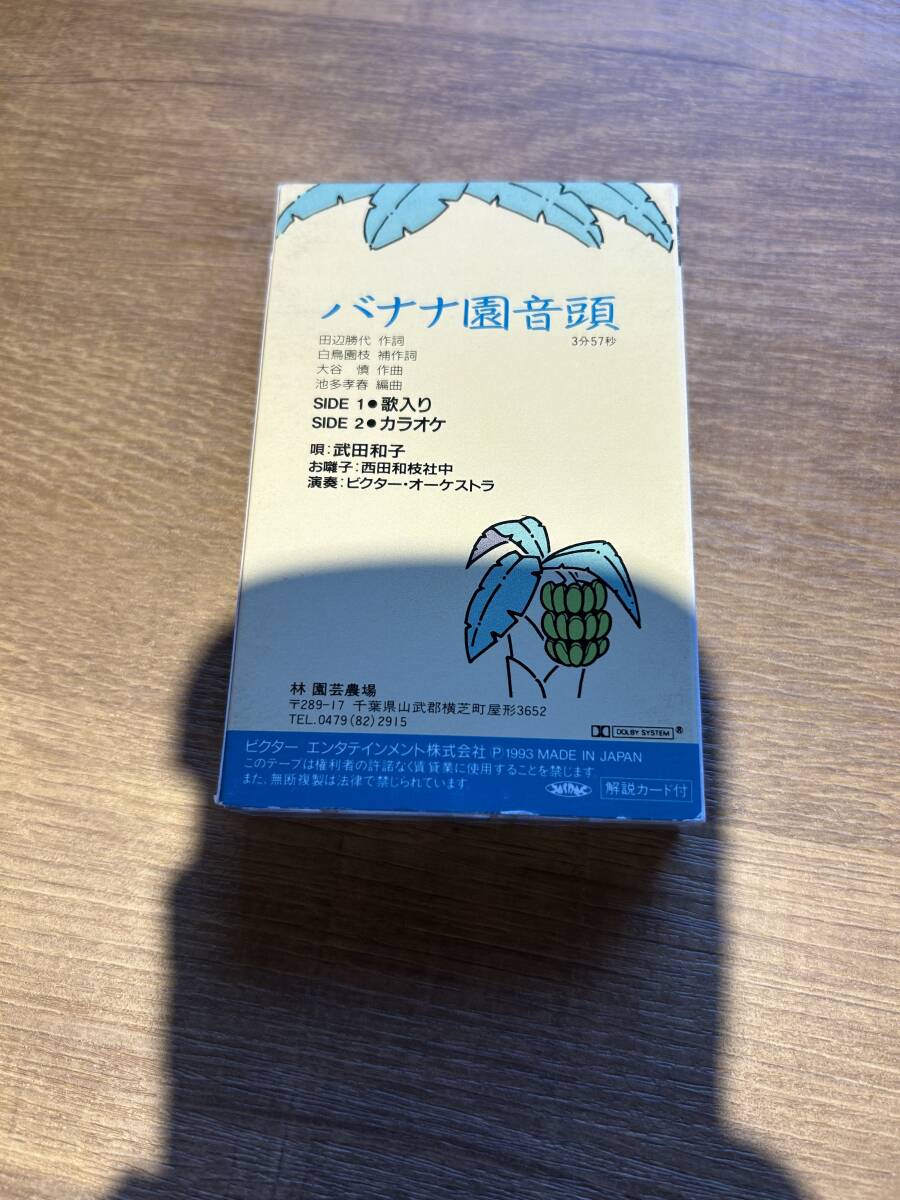 バナナ園音頭
3分57秒
田辺勝代 作詞
白鳥園枝 補作詞
大谷 慎 作曲
池多孝春 編曲
SIDE 1●歌入り
SIDE 2●カラオケ
唄:武田和子
お囃子:西田和枝社中
演奏:ビクター・オーケストラ
林 園芸農場
〒289-17 千葉県山武郡横芝町屋形3652
TEL.0479(82)2915
DOLBY SYSTEM ®
ビクター エンタテインメント株式会社 Ⓟ 1993 MADE IN JAPAN
このテープは権利者の許諾なく賃貸業に使用することを禁じます
また、無断複製は法律で禁じられています
解説カード付